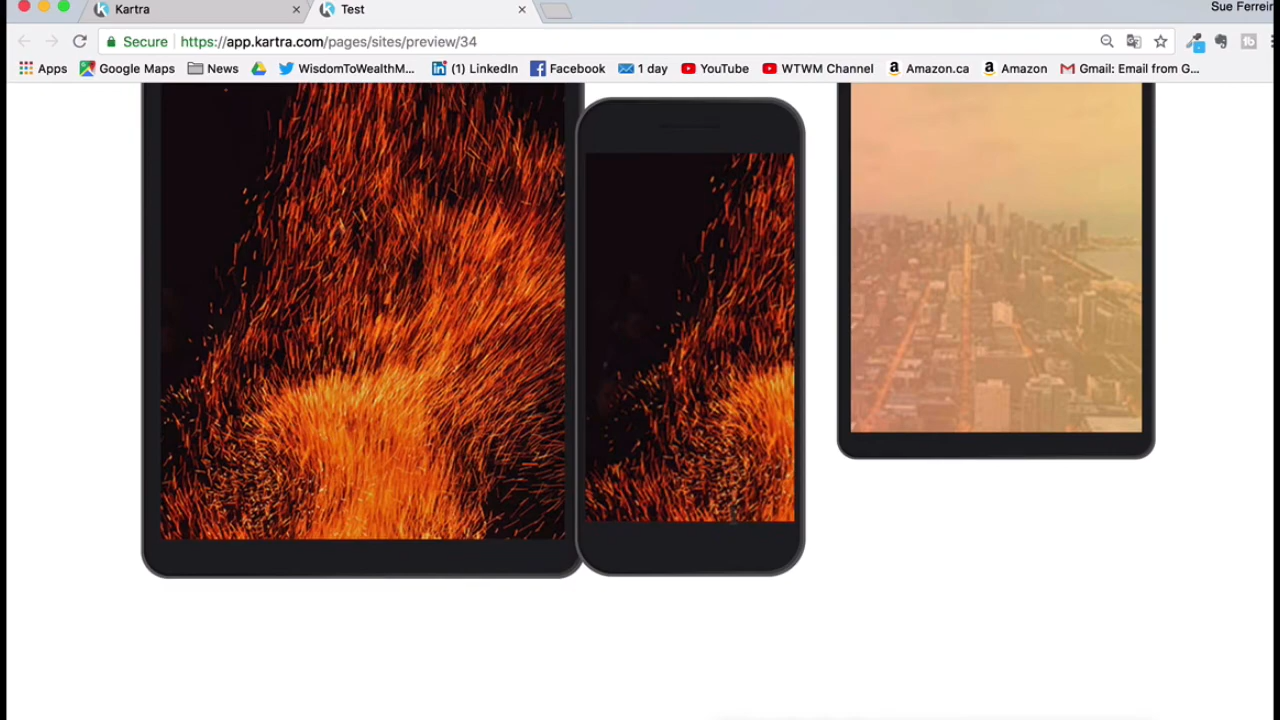 Kartra Test Sue Ferrein
Secure https://app.kartra.com/pages/sites/preview/34
Apps Google Maps News WisdomToWealthM... (1) LinkedIn Facebook 1 day YouTube WTWM Channel Amazon.ca Amazon Gmail: Email from G...